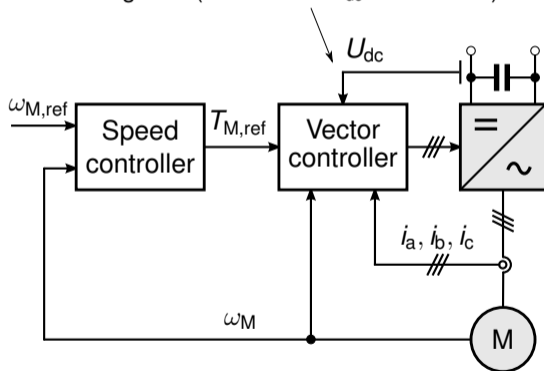 U_dc
ω_M,ref
Speed
controller
T_M,ref
Vector
controller
=
~
i_a, i_b, i_c
ω_M
M